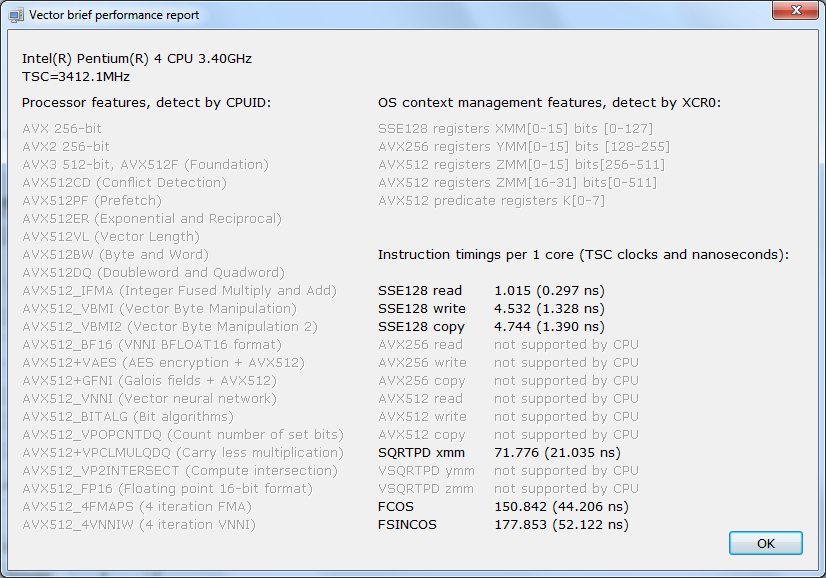 Vector brief performance report
Intel(R) Pentium(R) 4 CPU 3.40GHz
TSC=3412.1MHz
Processor features, detect by CPUID:
AVX 256-bit
AVX2 256-bit
AVX3 512-bit, AVX512F (Foundation)
AVX512CD (Conflict Detection)
AVX512PF (Prefetch)
AVX512ER (Exponential and Reciprocal)
AVX512VL (Vector Length)
AVX512BW (Byte and Word)
AVX512DQ (Doubleword and Quadword)
AVX512_IFMA (Integer Fused Multiply and Add)
AVX512_VBMI (Vector Byte Manipulation)
AVX512_VBMI2 (Vector Byte Manipulation 2)
AVX512_BF16 (VNNI BFLOAT16 format)
AVX512+VAES (AES encryption + AVX512)
AVX512+GFNI (Galois fields + AVX512)
AVX512_VNNI (Vector neural network)
AVX512_BITALG (Bit algorithms)
AVX512_VPOPCNTDQ (Count number of set bits)
AVX512+VPCLMULQDQ (Carry less multiplication)
AVX512_VP2INTERSECT (Compute intersection)
AVX512_FP16 (Floating point 16-bit format)
AVX512_4FMAPS (4 iteration FMA)
AVX512_4VNNIW (4 iteration VNNI)
OS context management features, detect by XCR0:
SSE128 registers XMM[0-15] bits [0-127]
AVX256 registers YMM[0-15] bits [128-255]
AVX512 registers ZMM[0-15] bits[256-511]
AVX512 registers ZMM[16-31] bits[0-511]
AVX512 predicate registers K[0-7]
Instruction timings per 1 core (TSC clocks and nanoseconds):
SSE128 read 1.015 (0.297 ns)
SSE128 write 4.532 (1.328 ns)
SSE128 copy 4.744 (1.390 ns)
AVX256 read not supported by CPU
AVX256 write not supported by CPU
AVX256 copy not supported by CPU
AVX512 read not supported by CPU
AVX512 write not supported by CPU
AVX512 copy not supported by CPU
SQRTPD xmm 71.776 (21.035 ns)
VSQRTPD ymm not supported by CPU
VSQRTPD zmm not supported by CPU
FCOS 150.842 (44.206 ns)
FSINCOS 177.853 (52.122 ns)
OK